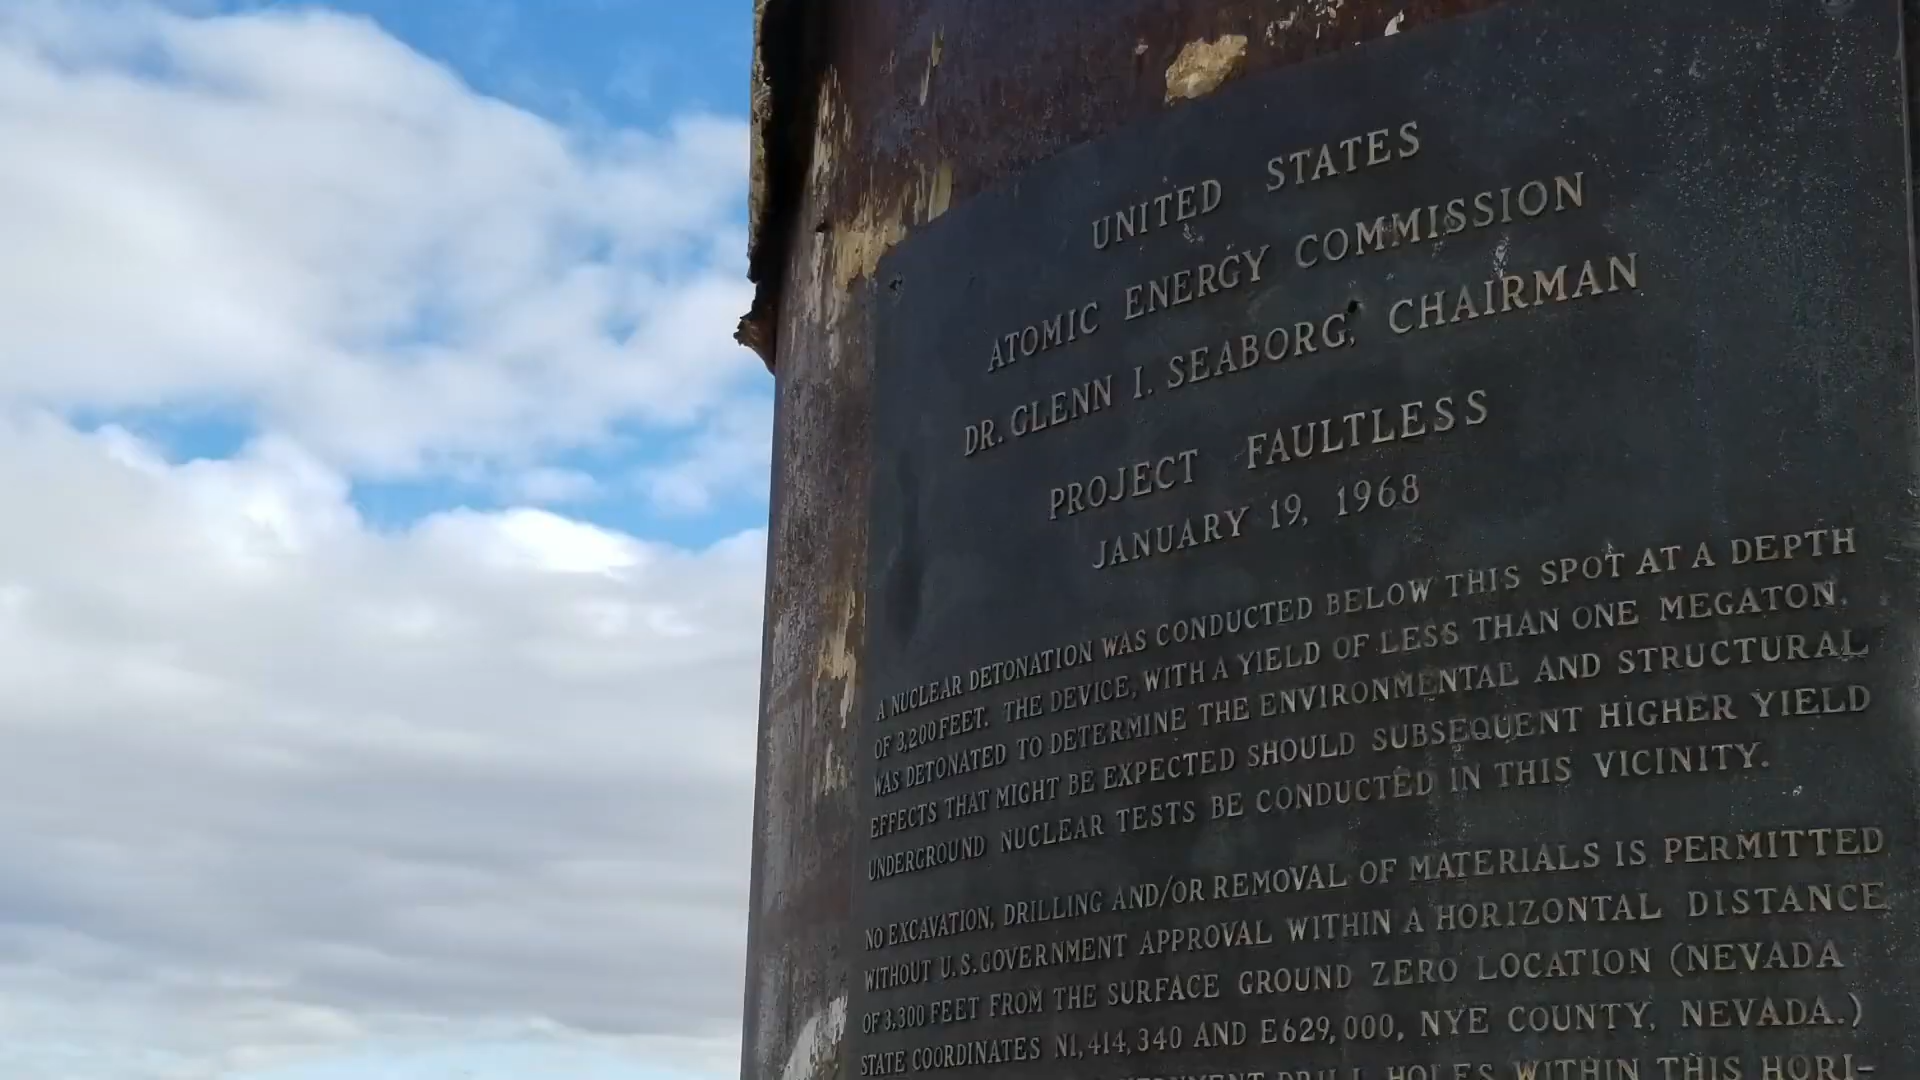 UNITED STATES
ATOMIC ENERGY COMMISSION
DR. GLENN I. SEABORG, CHAIRMAN
PROJECT FAULTLESS
JANUARY 19, 1968
A NUCLEAR DETONATION WAS CONDUCTED BELOW THIS SPOT AT A DEPTH
OF 3,200 FEET. THE DEVICE, WITH A YIELD OF LESS THAN ONE MEGATON,
WAS DETONATED TO DETERMINE THE ENVIRONMENTAL AND STRUCTURAL
EFFECTS THAT MIGHT BE EXPECTED SHOULD SUBSEQUENT HIGHER YIELD
UNDERGROUND NUCLEAR TESTS BE CONDUCTED IN THIS VICINITY.
NO EXCAVATION, DRILLING AND/OR REMOVAL OF MATERIALS IS PERMITTED
WITHOUT U.S. GOVERNMENT APPROVAL WITHIN A HORIZONTAL DISTANCE
OF 3,300 FEET FROM THE SURFACE GROUND ZERO LOCATION (NEVADA
STATE COORDINATES N1,414,340 AND E629,000, NYE COUNTY, NEVADA.)
DRILL HOLES WITHIN THIS HORI-